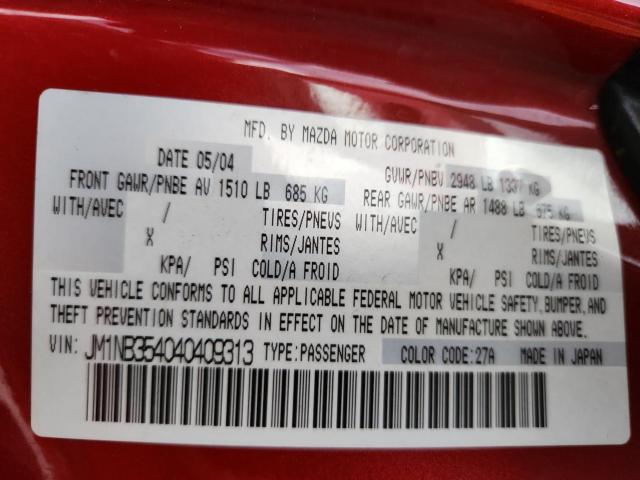 MFD. BY MAZDA MOTOR CORPORATION
DATE 05/04 GVWR/PNBV 2948 LB 1337 KG
FRONT GAWR/PNBE AV 1510 LB 685 KG REAR GAWR/PNBE AR 1488 LB 675 KG
WITH/AVEC / TIRES/PNEUS WITH/AVEC / TIRES/PNEUS
X RIMS/JANTES X RIMS/JANTES
KPA/ PSI COLD/A FROID KPA/ PSI COLD/A FROID
THIS VEHICLE CONFORMS TO ALL APPLICABLE FEDERAL MOTOR VEHICLE SAFETY, BUMPER, AND
THEFT PREVENTION STANDARDS IN EFFECT ON THE DATE OF MANUFACTURE SHOWN ABOVE.
VIN: JM1NB354040409313 TYPE:PASSENGER COLOR CODE:27A MADE IN JAPAN